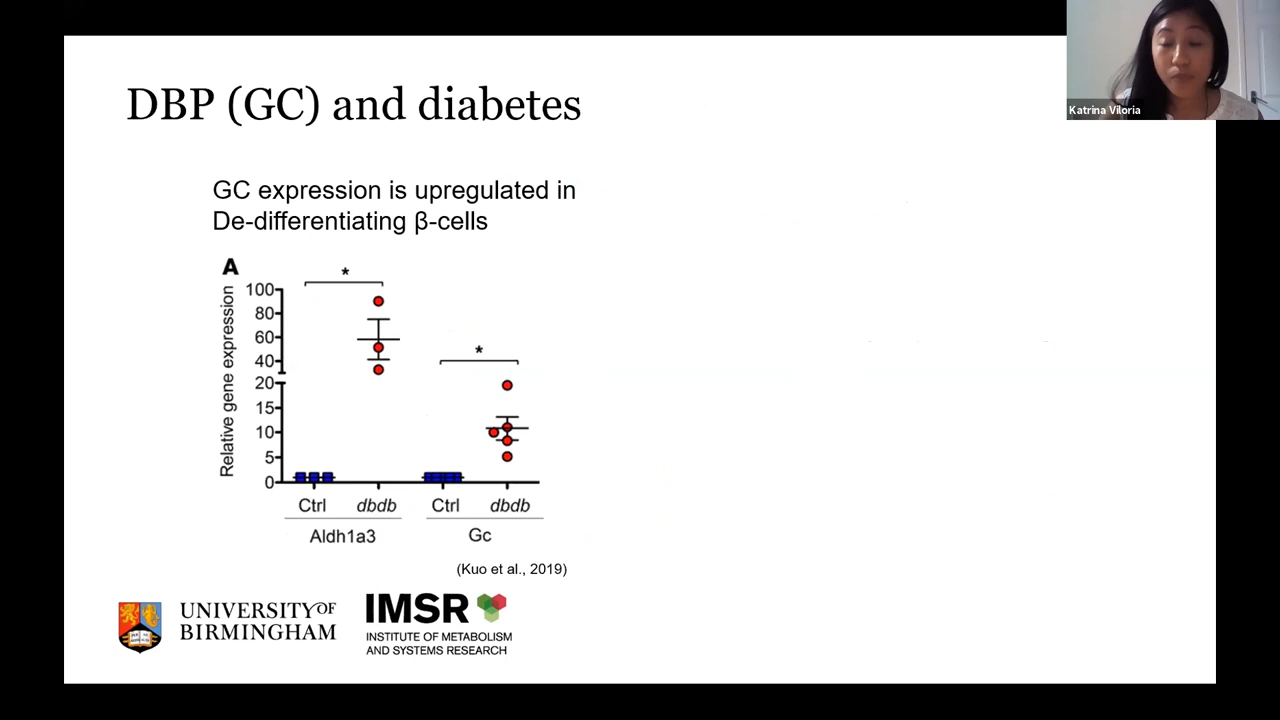 Katrina Viloria
DBP (GC) and diabetes
GC expression is upregulated in
De-differentiating β-cells
A
*
*
Relative gene expression
100
80
60
40
20
15
10
5
0
Ctrl dbdb Ctrl dbdb
Aldh1a3 Gc
(Kuo et al., 2019)
UNIVERSITY OF
BIRMINGHAM
IMSR
INSTITUTE OF METABOLISM
AND SYSTEMS RESEARCH